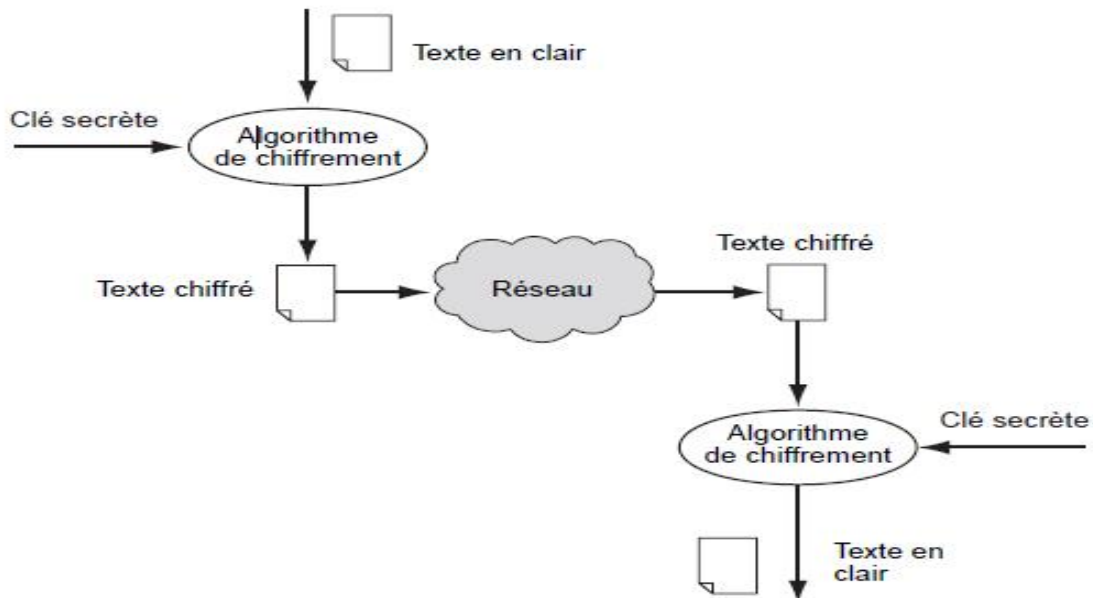 Texte en clair
Clé secrète
Algorithme
de chiffrement
Texte chiffré
Texte chiffré
Réseau
Algorithme
de chiffrement
Clé secrète
Texte en
clair